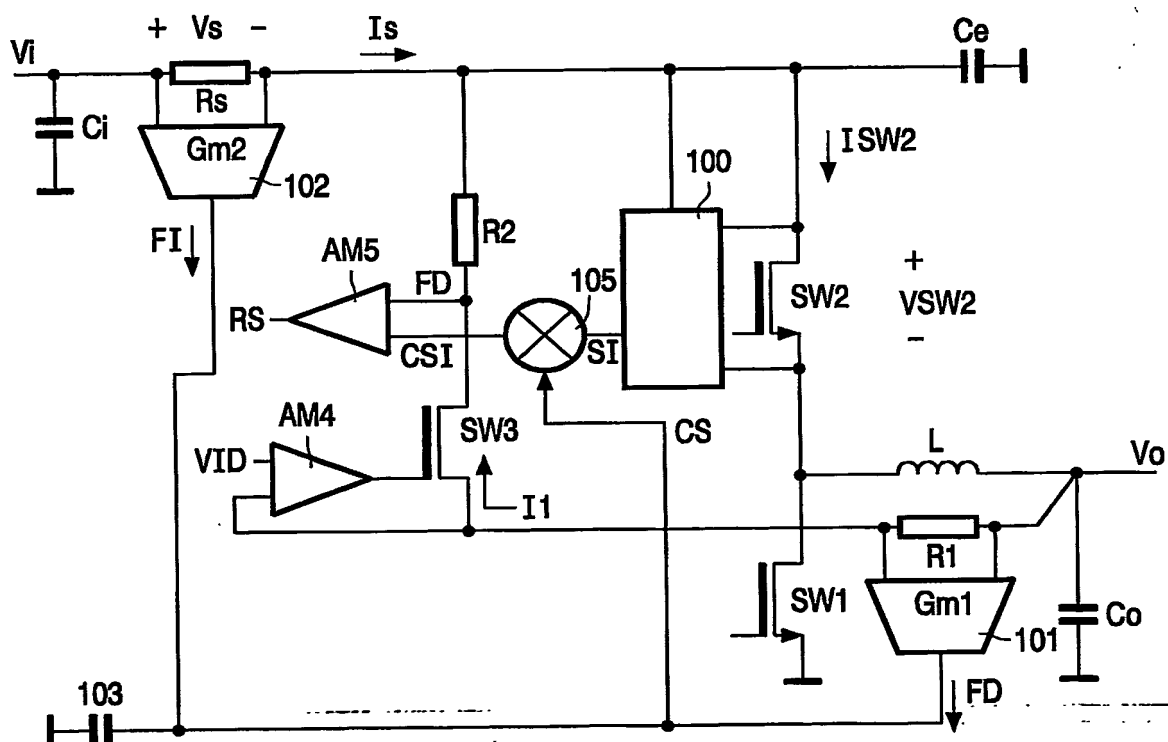 + Vs −
Is
Ce
Vi
Rs
Ci
Gm2
102
ISW2
100
FI
R2
AM5
FD
105
SW2
+
VSW2
−
RS
CSI
SI
AM4
SW3
CS
VID
L
Vo
I1
R1
SW1
Gm1
101
Co
103
FD